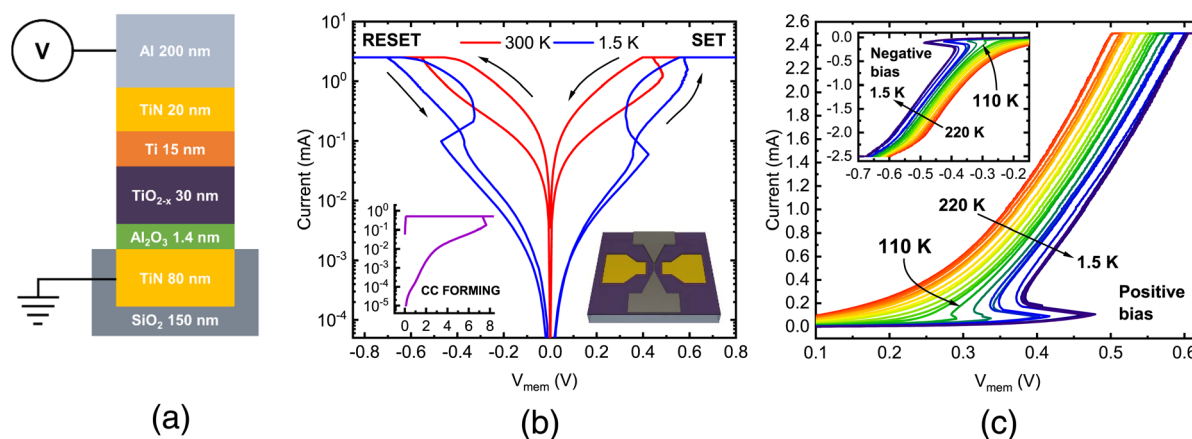 V
Al 200 nm
TiN 20 nm
Ti 15 nm
TiO2-x 30 nm
Al2O3 1.4 nm
TiN 80 nm
SiO2 150 nm
(a)
Current (mA)
10^1
10^0
10^-1
10^-2
10^-3
10^-4
RESET
300 K
1.5 K
SET
10^0
10^-1
10^-2
10^-3
10^-4
10^-5
0 2 4 6 8
CC FORMING
-0.8 -0.6 -0.4 -0.2 0.0 0.2 0.4 0.6 0.8
Vmem (V)
(b)
Current (mA)
2.6
2.4
2.2
2.0
1.8
1.6
1.4
1.2
1.0
0.8
0.6
0.4
0.2
0.0
0.0
-0.5
-1.0
-1.5
-2.0
-2.5
Negative
bias
1.5 K
110 K
220 K
-0.7 -0.6 -0.5 -0.4 -0.3 -0.2
220 K
110 K
1.5 K
Positive
bias
0.1 0.2 0.3 0.4 0.5 0.6
Vmem (V)
(c)